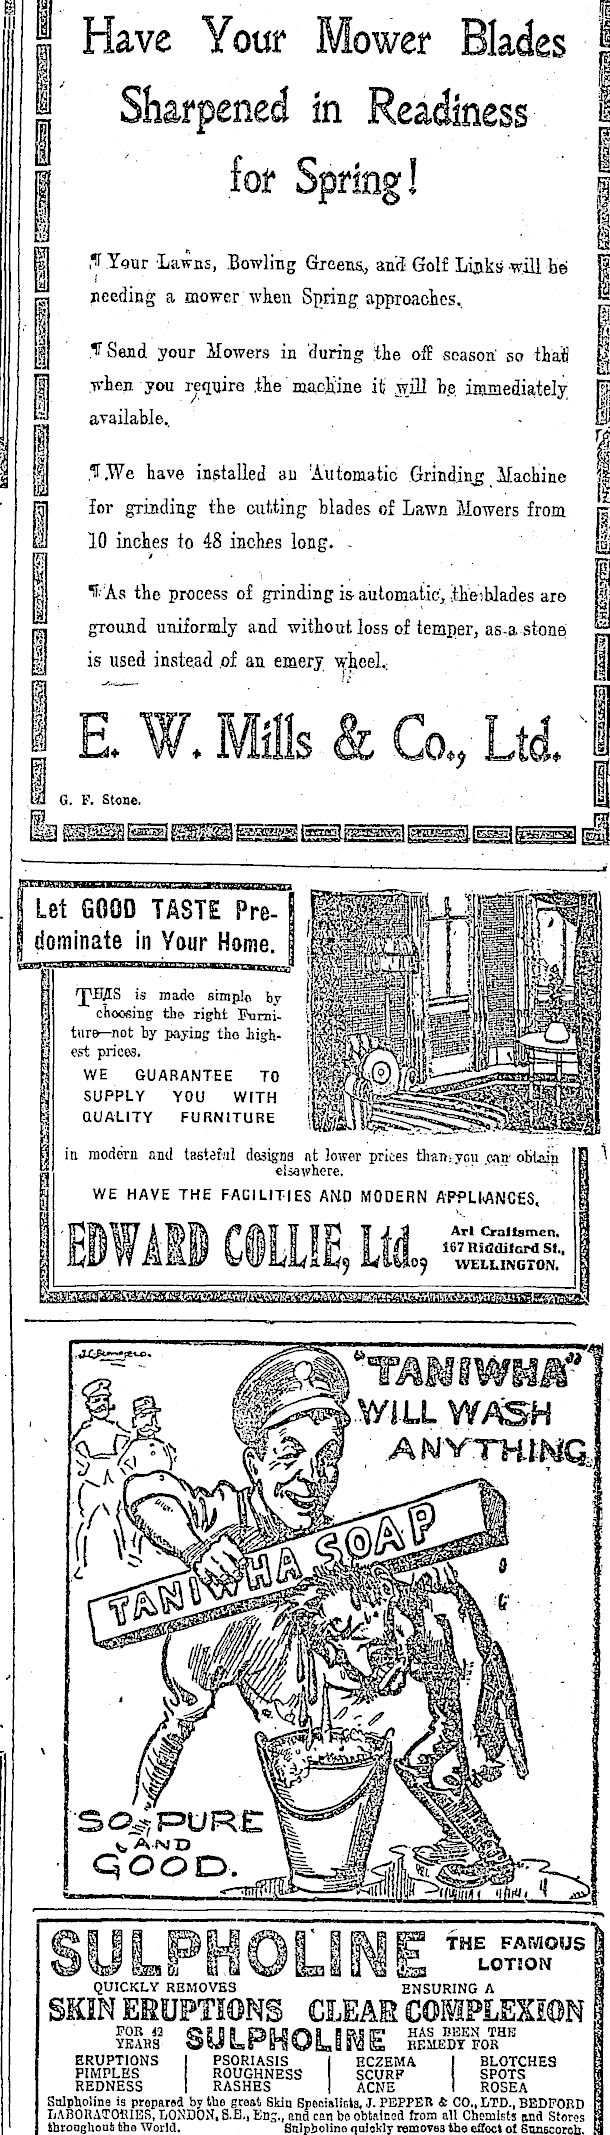 Have Your Mower Blades
Sharpened in Readiness
for Spring!
¶ Your Lawns, Bowling Greens, and Golf Links will be
needing a mower when Spring approaches.
¶ Send your Mowers in during the off season so that
when you require the machine it will be immediately
available.
¶ We have installed an Automatic Grinding Machine
for grinding the cutting blades of Lawn Mowers from
10 inches to 48 inches long.
¶ As the process of grinding is automatic, the blades are
ground uniformly and without loss of temper, as a stone
is used instead of an emery wheel.
E. W. Mills & Co., Ltd.
G. F. Stone.
Let GOOD TASTE Pre-
dominate in Your Home.
THIS is made simple by
choosing the right Furni-
ture—not by paying the high-
est prices.
WE GUARANTEE TO
SUPPLY YOU WITH
QUALITY FURNITURE
in modern and tasteful designs at lower prices than you can obtain
elsewhere.
WE HAVE THE FACILITIES AND MODERN APPLIANCES.
EDWARD COLLIE, Ltd.,
Art Craftsmen,
167 Riddiford St.,
WELLINGTON.
"TANIWHA"
WILL WASH
ANYTHING
TANIWHA SOAP
SO PURE
AND
GOOD.
SULPHOLINE THE FAMOUS
LOTION
QUICKLY REMOVES ENSURING A
SKIN ERUPTIONS CLEAR COMPLEXION
FOR 42 YEARS SULPHOLINE HAS BEEN THE REMEDY FOR
ERUPTIONS PSORIASIS ECZEMA BLOTCHES
PIMPLES ROUGHNESS SCURF SPOTS
REDNESS RASHES ACNE ROSEA
Sulpholine is prepared by the great Skin Specialists, J. PEPPER & CO., LTD., BEDFORD
LABORATORIES, LONDON, S.E., Eng., and can be obtained from all Chemists and Stores
throughout the World. Sulpholine quickly removes the effect of Sunscorch.